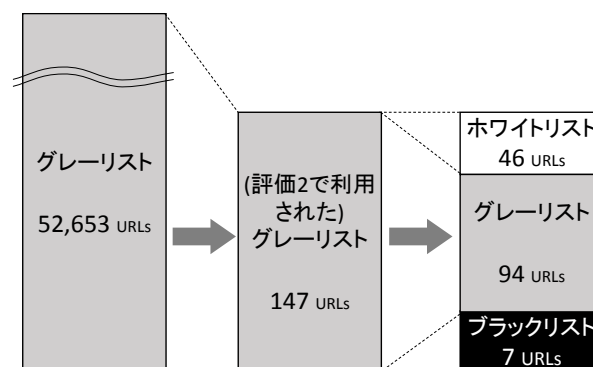 グレーリスト
52,653 URLs
(評価2で利用
された)
グレーリスト
147 URLs
ホワイトリスト
46 URLs
グレーリスト
94 URLs
ブラックリスト
7 URLs